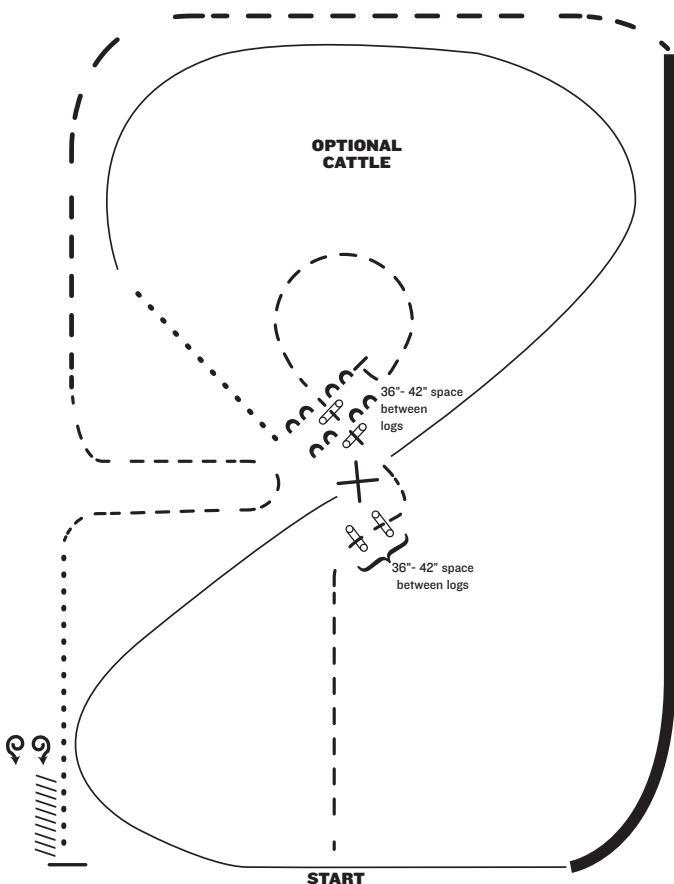 OPTIONAL
CATTLE
36”- 42” space
between
logs
36”- 42” space
between logs
START